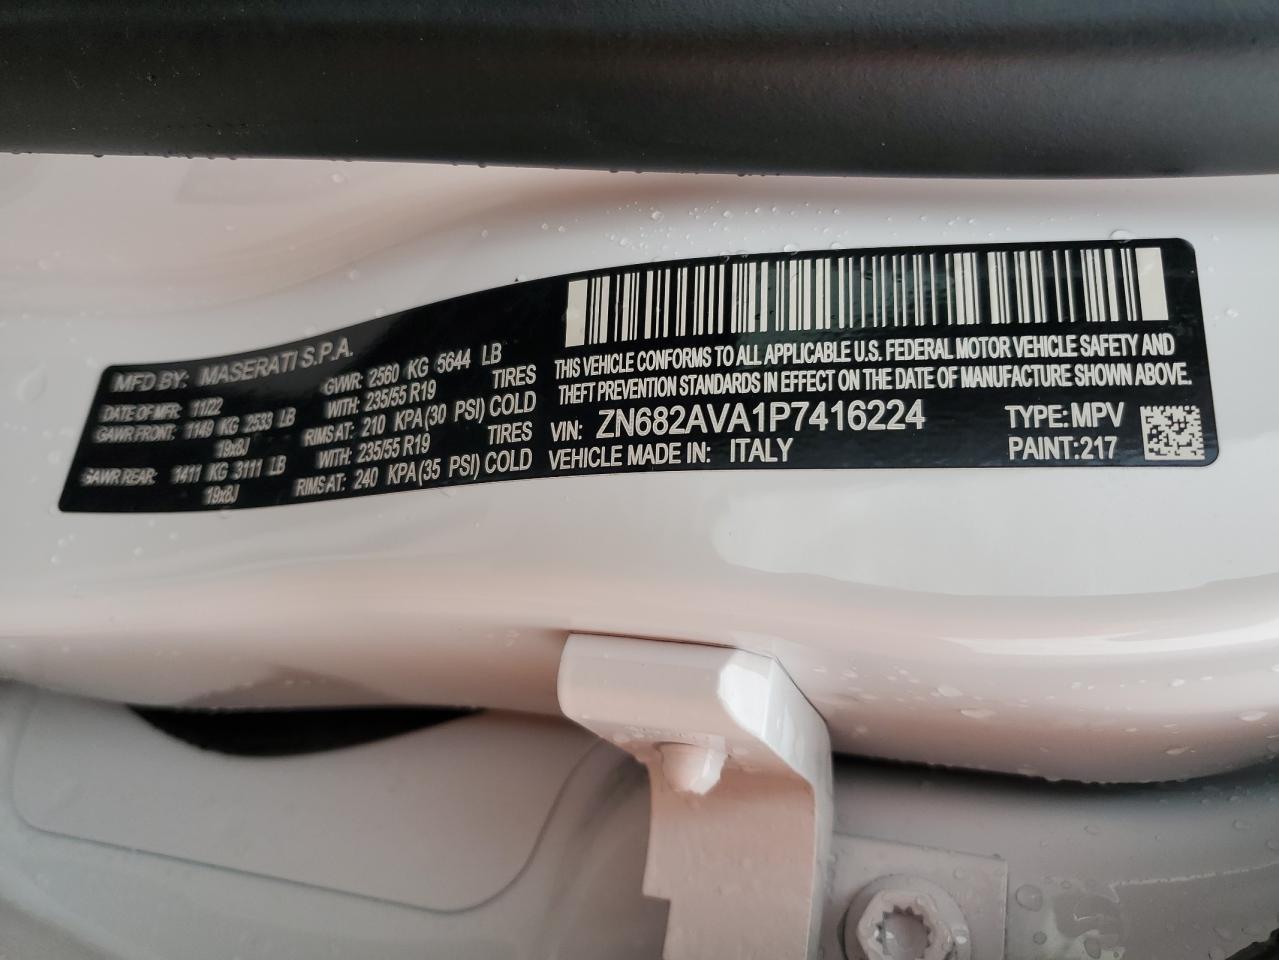 MFD BY: MASERATI S.P.A.
DATE OF MFR: 11/22 GVWR: 2560 KG 5644 LB
GAWR FRONT: 1149 KG 2533 LB WITH: 235/55 R19 TIRES
19x8J RIMS AT: 210 KPA(30 PSI) COLD
GAWR REAR: 1411 KG 3111 LB WITH: 235/55 R19 TIRES
19x8J RIMS AT: 240 KPA(35 PSI) COLD
THIS VEHICLE CONFORMS TO ALL APPLICABLE U.S. FEDERAL MOTOR VEHICLE SAFETY AND
THEFT PREVENTION STANDARDS IN EFFECT ON THE DATE OF MANUFACTURE SHOWN ABOVE.
VIN: ZN682AVA1P7416224 TYPE: MPV
VEHICLE MADE IN: ITALY PAINT:217